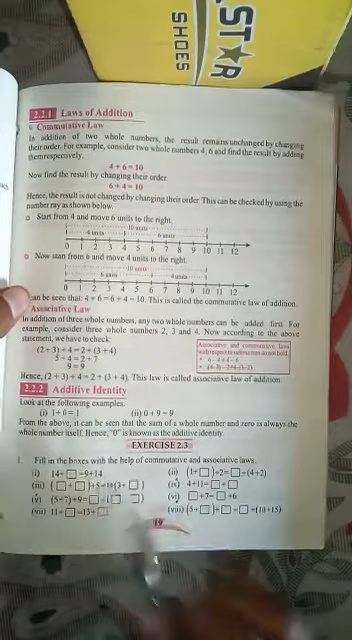 STAR
SHOES
2.2.1 Laws of Addition
Commutative Law
In addition of two whole numbers, the result remains unchanged by changing
their order. For example, consider two whole numbers 4, 6 and find the result by adding
them respectively.
4 + 6 = 10
Now find the result by changing their order.
6 + 4 = 10
Hence, the result is not changed by changing their order. This can be checked by using the
number ray as shown below.
Start from 4 and move 6 units to the right.
10 units
4 units 6 units
0 1 2 3 4 5 6 7 8 9 10 11 12
Now start from 6 and move 4 units to the right.
10 units
6 units 4 units
0 1 2 3 4 5 6 7 8 9 10 11 12
can be seen that 4 + 6 = 6 + 4 = 10. This is called the commutative law of addition.
Associative Law
In addition of three whole numbers, any two whole numbers can be added first. For
example, consider three whole numbers 2, 3 and 4. Now according to the above
statement, we have to check:
(2 + 3) + 4 = 2 + (3 + 4)
5 + 4 = 2 + 7
9 = 9
Associative and commutative laws
with respect to subtraction do not hold.
Hence, (2 + 3) + 4 = 2 + (3 + 4). This law is called associative law of addition.
2.2.2 Additive Identity
Look at the following examples.
(i) 1 + 0 = 1 (ii) 0 + 9 = 9
From the above, it can be seen that the sum of a whole number and zero is always the
whole number itself. Hence, "0" is known as the additive identity.
EXERCISE 2.3
1. Fill in the boxes with the help of commutative and associative laws.
(i) 14+□=9+14 (ii) (1+□)+2=□+(4+2)
(iii) (□+□)+5=18(3+□) (iv) 4+11=□+□
(v) (5+7)+9=□+(□ □) (vi) □+7=□+6
(vii) 11+□=13+□ (viii) (5+□)+□=□+(10+15)
19